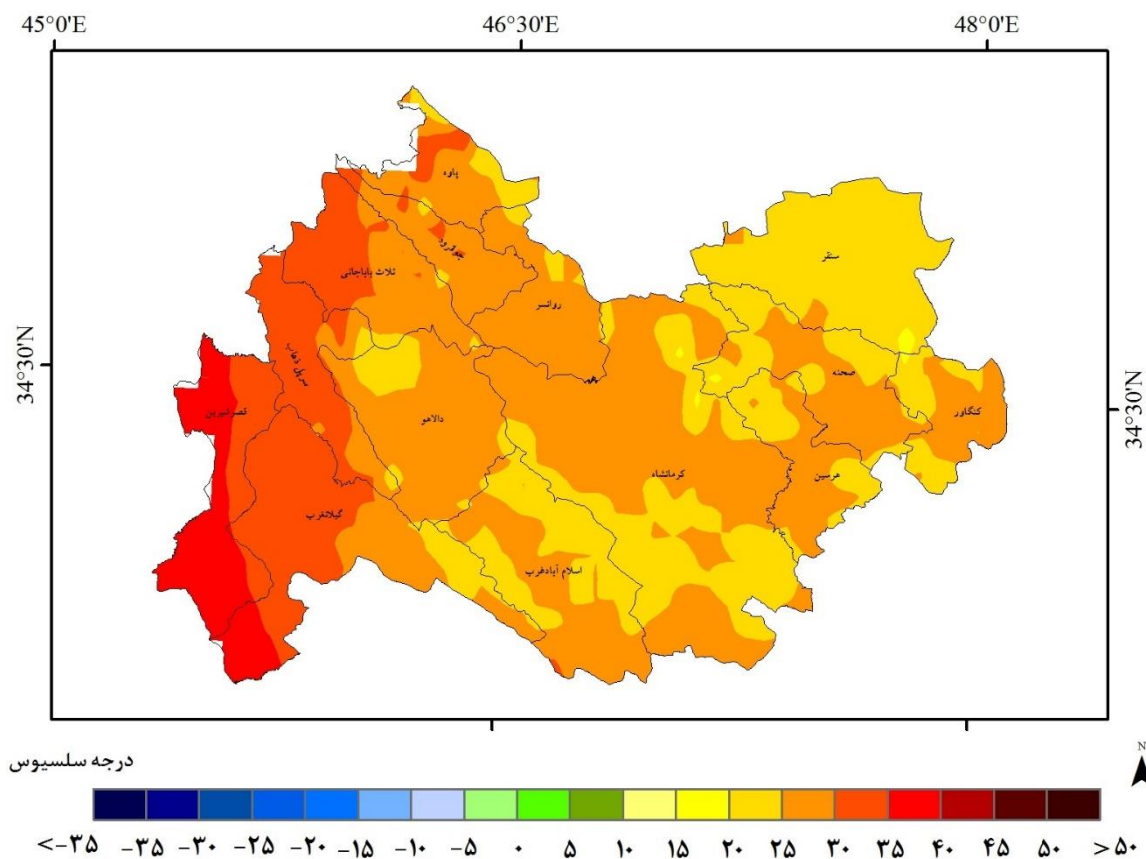 45°0'E 46°30'E 48°0'E
پاوه
سنقر
ثلاث باباجانی
روانسر
34°30'N
سرپل ذهاب
صحنه
قصرشیرین
دالاهو
کنگاور
34°30'N
کرمانشاه
هرسین
گیلانغرب
اسلام آبادغرب
درجه سلسیوس
N
<-۳۵ -۳۵ -۳۰ -۲۵ -۲۰ -۱۵ -۱۰ -۵ ۰ ۵ ۱۰ ۱۵ ۲۰ ۲۵ ۳۰ ۳۵ ۴۰ ۴۵ ۵۰ >۵۰